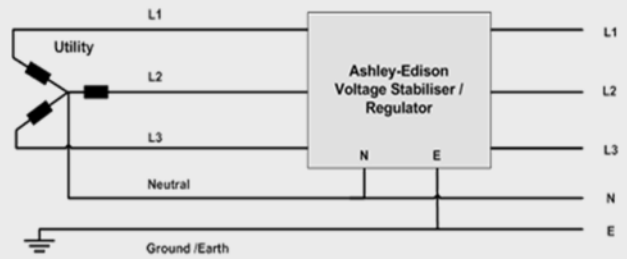 L1
L1
Utility
L2
Ashley-Edison
Voltage Stabiliser /
Regulator
L2
L3
L3
N
E
Neutral
N
Ground /Earth
E